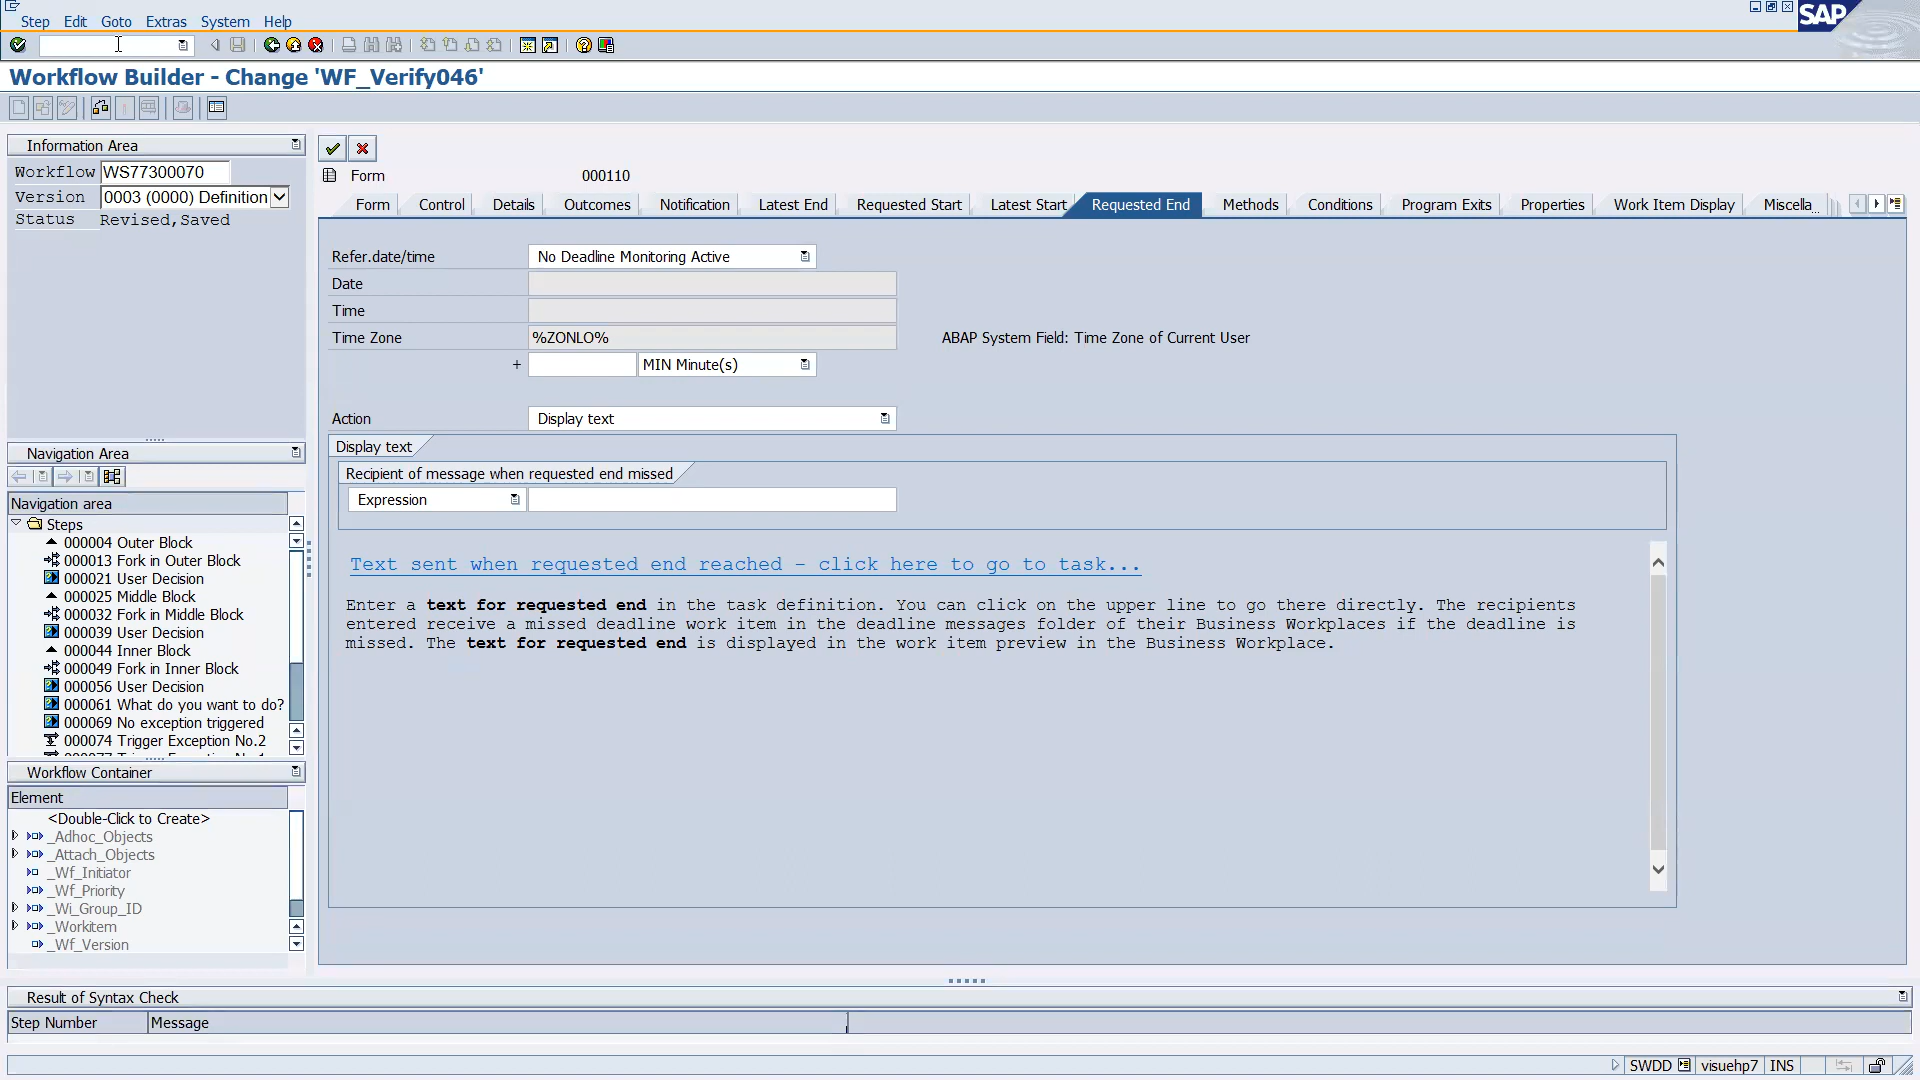 Step Edit Goto Extras System Help
SAP
Workflow Builder - Change 'WF_Verify046'
Information Area
Workflow WS77300070
Version 0003 (0000) Definition
Status Revised,Saved
Form 000110
Form Control Details Outcomes Notification Latest End Requested Start Latest Start Requested End Methods Conditions Program Exits Properties Work Item Display Miscella...
Refer.date/time No Deadline Monitoring Active
Date
Time
Time Zone %ZONLO% ABAP System Field: Time Zone of Current User
+ MIN Minute(s)
Action Display text
Display text
Recipient of message when requested end missed
Expression
Text sent when requested end reached - click here to go to task...
Enter a text for requested end in the task definition. You can click on the upper line to go there directly. The recipients
entered receive a missed deadline work item in the deadline messages folder of their Business Workplaces if the deadline is
missed. The text for requested end is displayed in the work item preview in the Business Workplace.
Navigation Area
Navigation area
Steps
000004 Outer Block
000013 Fork in Outer Block
000021 User Decision
000025 Middle Block
000032 Fork in Middle Block
000039 User Decision
000044 Inner Block
000049 Fork in Inner Block
000056 User Decision
000061 What do you want to do?
000069 No exception triggered
000074 Trigger Exception No.2
Workflow Container
Element
<Double-Click to Create>
_Adhoc_Objects
_Attach_Objects
_Wf_Initiator
_Wf_Priority
_Wi_Group_ID
_Workitem
_Wf_Version
Result of Syntax Check
Step Number Message
SWDD visuehp7 INS